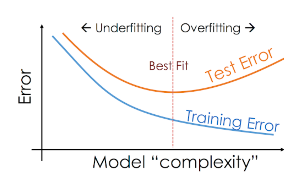 ← Underfitting
Overfitting →
Best Fit
Test Error
Training Error
Error
Model “complexity”